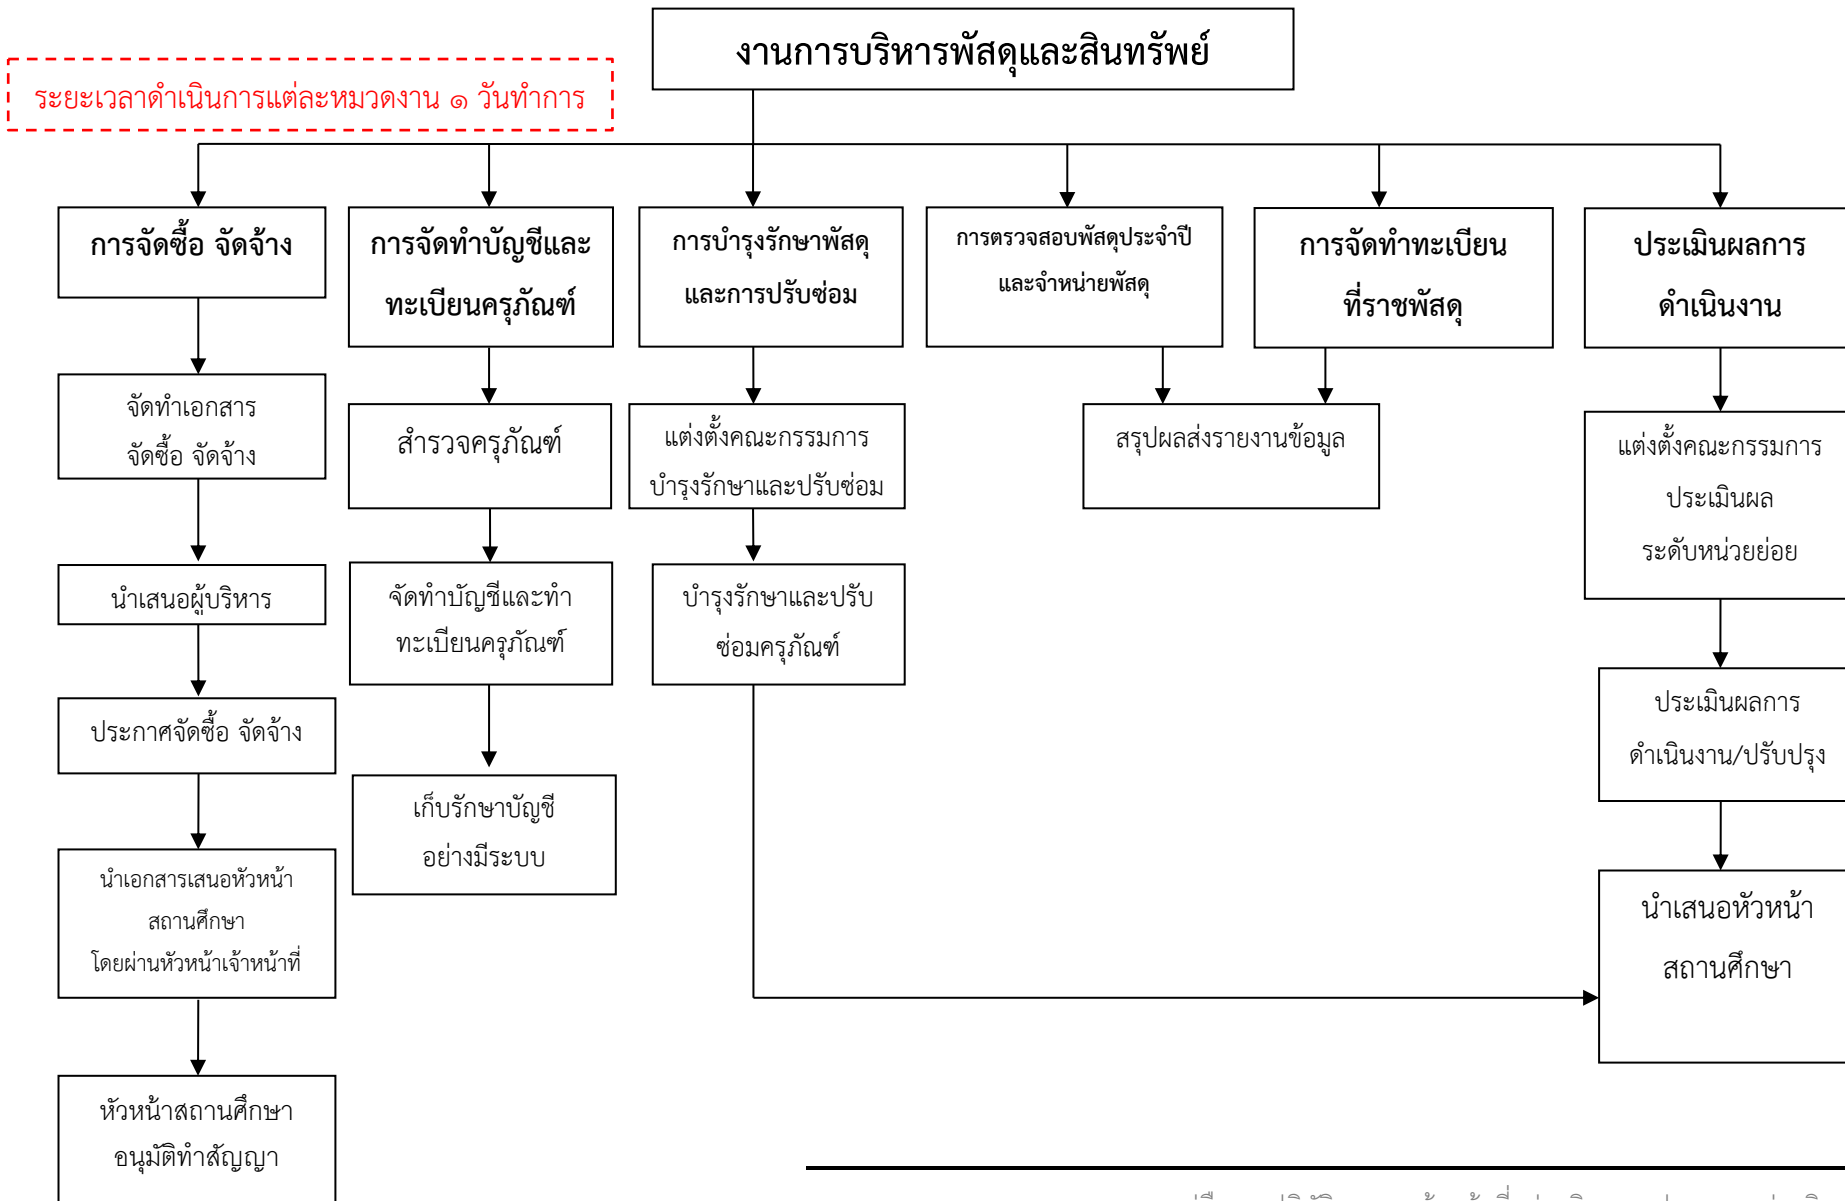 งานการบริหารพัสดุและสินทรัพย์
ระยะเวลาดำเนินการแต่ละหมวดงาน ๑ วันทำการ
การจัดซื้อ จัดจ้าง
จัดทำเอกสาร
จัดซื้อ จัดจ้าง
นำเสนอผู้บริหาร
ประกาศจัดซื้อ จัดจ้าง
นำเอกสารเสนอหัวหน้า
สถานศึกษา
โดยผ่านหัวหน้าเจ้าหน้าที่
หัวหน้าสถานศึกษา
อนุมัติทำสัญญา
การจัดทำบัญชีและ
ทะเบียนครุภัณฑ์
สำรวจครุภัณฑ์
จัดทำบัญชีและทำ
ทะเบียนครุภัณฑ์
เก็บรักษาบัญชี
อย่างมีระบบ
การบำรุงรักษาพัสดุ
และการปรับซ่อม
แต่งตั้งคณะกรรมการ
บำรุงรักษาและปรับซ่อม
บำรุงรักษาและปรับ
ซ่อมครุภัณฑ์
การตรวจสอบพัสดุประจำปี
และจำหน่ายพัสดุ
การจัดทำทะเบียน
ที่ราชพัสดุ
สรุปผลส่งรายงานข้อมูล
ประเมินผลการ
ดำเนินงาน
แต่งตั้งคณะกรรมการ
ประเมินผล
ระดับหน่วยย่อย
ประเมินผลการ
ดำเนินงาน/ปรับปรุง
นำเสนอหัวหน้า
สถานศึกษา